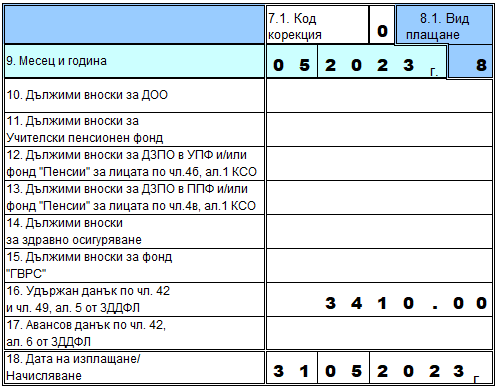 7.1. Код
корекция
0
8.1. Вид
плащане
9. Месец и година
0 5 2 0 2 3 г.
8
10. Дължими вноски за ДОО
11. Дължими вноски за
Учителски пенсионен фонд
12. Дължими вноски за ДЗПО в УПФ и/или
фонд "Пенсии" за лицата по чл.4б, ал.1 КСО
13. Дължими вноски за ДЗПО в ППФ и/или
фонд "Пенсии" за лицата по чл.4в, ал.1 КСО
14. Дължими вноски
за здравно осигуряване
15. Дължими вноски за фонд
"ГВРС"
16. Удържан данък по чл. 42
и чл. 49, ал. 5 от ЗДДФЛ
3 4 1 0 . 0 0
17. Авансов данък по чл. 42,
ал. 6 от ЗДДФЛ
18. Дата на изплащане/
Начисляване
3 1 0 5 2 0 2 3 г